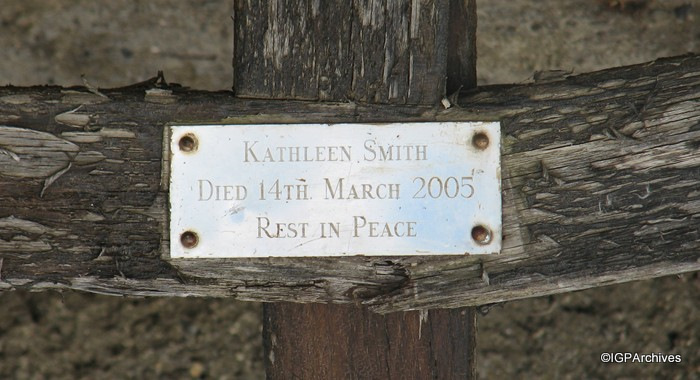 Kathleen Smith
Died 14th. March 2005
Rest in Peace
©IGPArchives